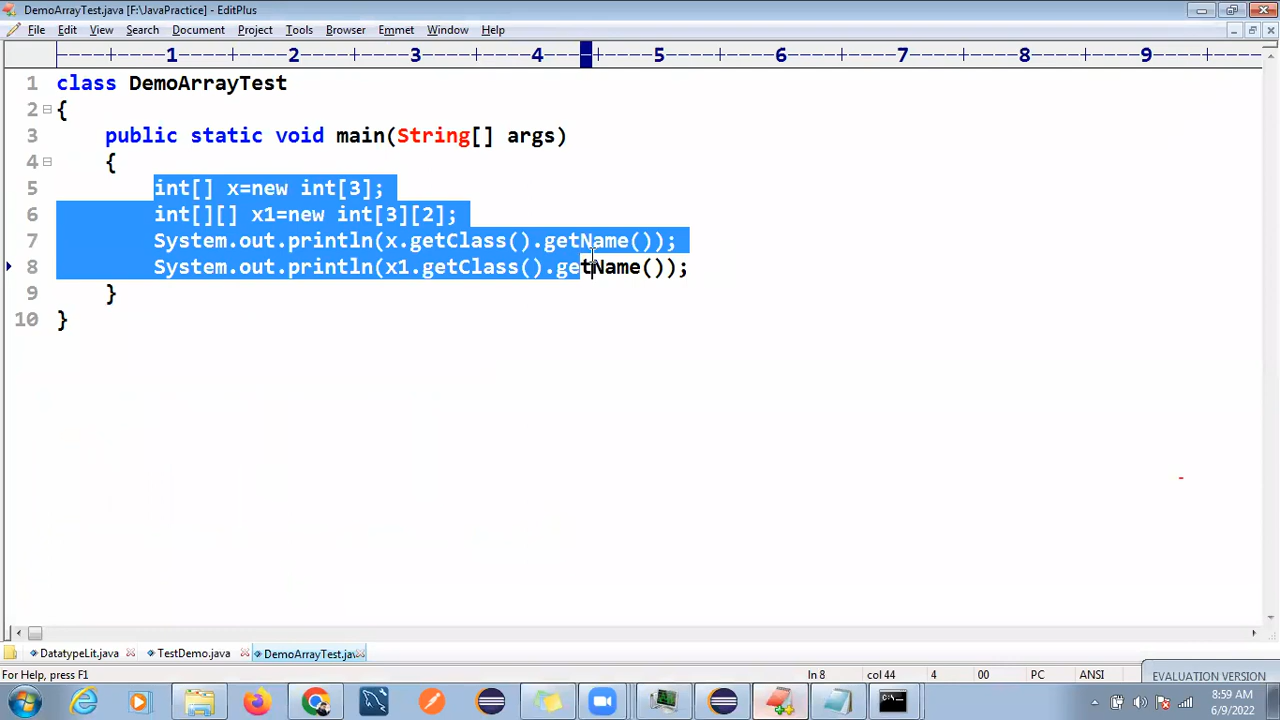 DemoArrayTest.java [F:\JavaPractice] - EditPlus
File Edit View Search Document Project Tools Browser Emmet Window Help
1 2 3 4 5 6 7 8 9
1 class DemoArrayTest
2 {
3 public static void main(String[] args)
4 {
5 int[] x=new int[3];
6 int[][] x1=new int[3][2];
7 System.out.println(x.getClass().getName());
8 System.out.println(x1.getClass().getName());
9 }
10 }
DatatypeLit.java TestDemo.java DemoArrayTest.java
For Help, press F1 ln 8 col 44 4 00 PC ANSI EVALUATION VERSION
8:59 AM
6/9/2022